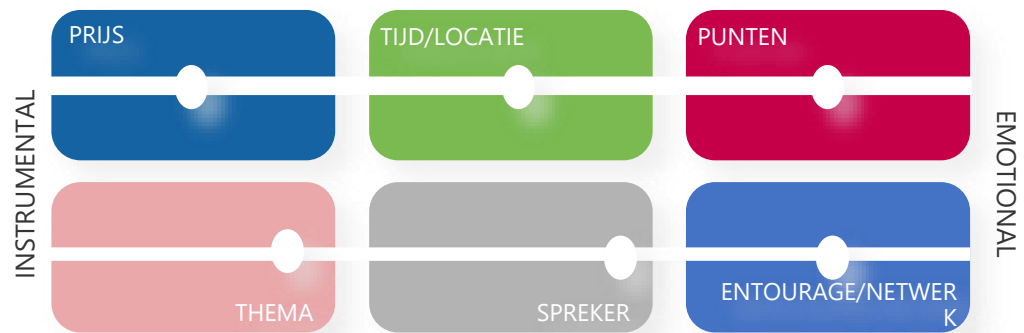 PRIJS
TIJD/LOCATIE
PUNTEN
INSTRUMENTAL
EMOTIONAL
THEMA
SPREKER
ENTOURAGE/NETWER
K